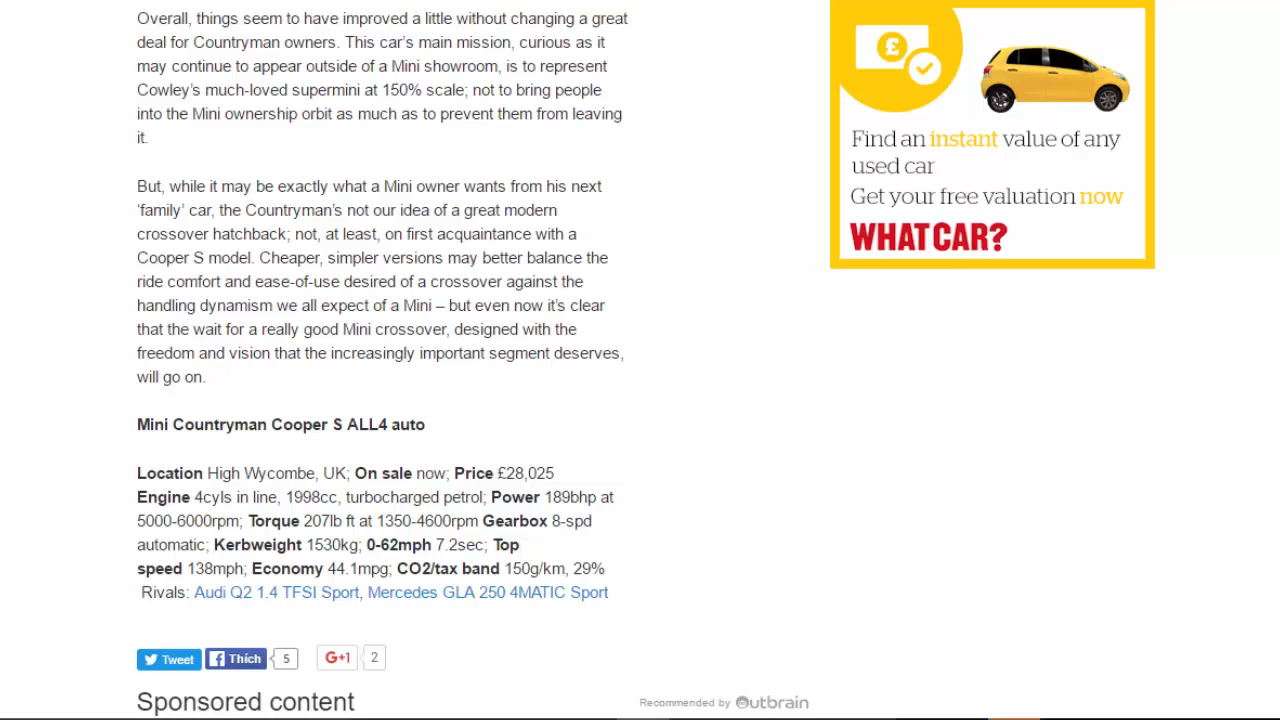 Overall, things seem to have improved a little without changing a great
deal for Countryman owners. This car’s main mission, curious as it
may continue to appear outside of a Mini showroom, is to represent
Cowley’s much-loved supermini at 150% scale; not to bring people
into the Mini ownership orbit as much as to prevent them from leaving
it.
But, while it may be exactly what a Mini owner wants from his next
‘family’ car, the Countryman’s not our idea of a great modern
crossover hatchback; not, at least, on first acquaintance with a
Cooper S model. Cheaper, simpler versions may better balance the
ride comfort and ease-of-use desired of a crossover against the
handling dynamism we all expect of a Mini – but even now it’s clear
that the wait for a really good Mini crossover, designed with the
freedom and vision that the increasingly important segment deserves,
will go on.
Mini Countryman Cooper S ALL4 auto
Location High Wycombe, UK; On sale now; Price £28,025
Engine 4cyls in line, 1998cc, turbocharged petrol; Power 189bhp at
5000-6000rpm; Torque 207lb ft at 1350-4600rpm Gearbox 8-spd
automatic; Kerbweight 1530kg; 0-62mph 7.2sec; Top
speed 138mph; Economy 44.1mpg; CO2/tax band 150g/km, 29%
Rivals: Audi Q2 1.4 TFSI Sport, Mercedes GLA 250 4MATIC Sport
Tweet Thích 5 G+1 2
Sponsored content
Recommended by Outbrain
£
Find an instant value of any
used car
Get your free valuation now
WHATCAR?